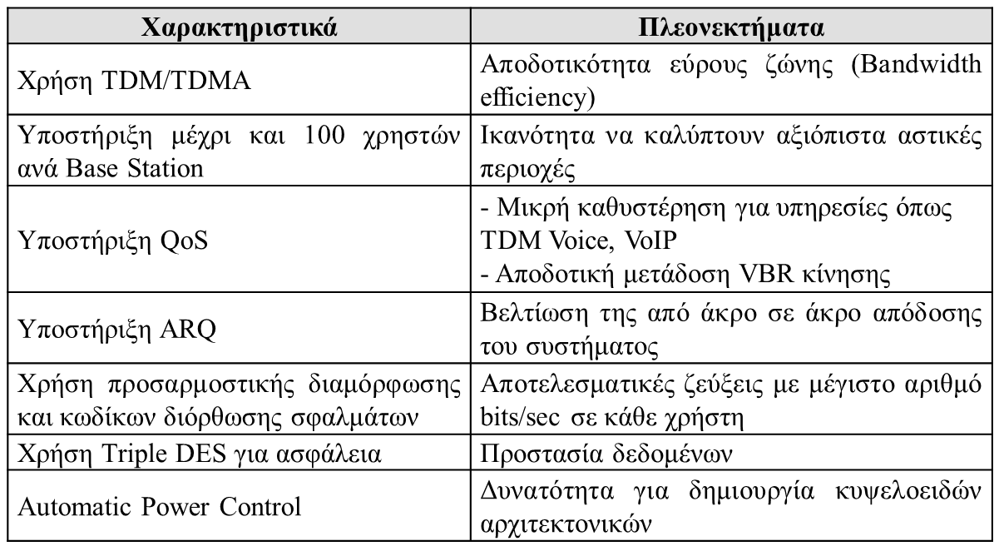 Χαρακτηριστικά
Πλεονεκτήματα
Χρήση TDM/TDMA
Αποδοτικότητα εύρους ζώνης (Bandwidth
efficiency)
Υποστήριξη μέχρι και 100 χρηστών
ανά Base Station
Ικανότητα να καλύπτουν αξιόπιστα αστικές
περιοχές
Υποστήριξη QoS
- Μικρή καθυστέρηση για υπηρεσίες όπως
TDM Voice, VoIP
- Αποδοτική μετάδοση VBR κίνησης
Υποστήριξη ARQ
Βελτίωση της από άκρο σε άκρο απόδοσης
του συστήματος
Χρήση προσαρμοστικής διαμόρφωσης
και κωδίκων διόρθωσης σφαλμάτων
Αποτελεσματικές ζεύξεις με μέγιστο αριθμό
bits/sec σε κάθε χρήστη
Χρήση Triple DES για ασφάλεια
Προστασία δεδομένων
Automatic Power Control
Δυνατότητα για δημιουργία κυψελοειδών
αρχιτεκτονικών